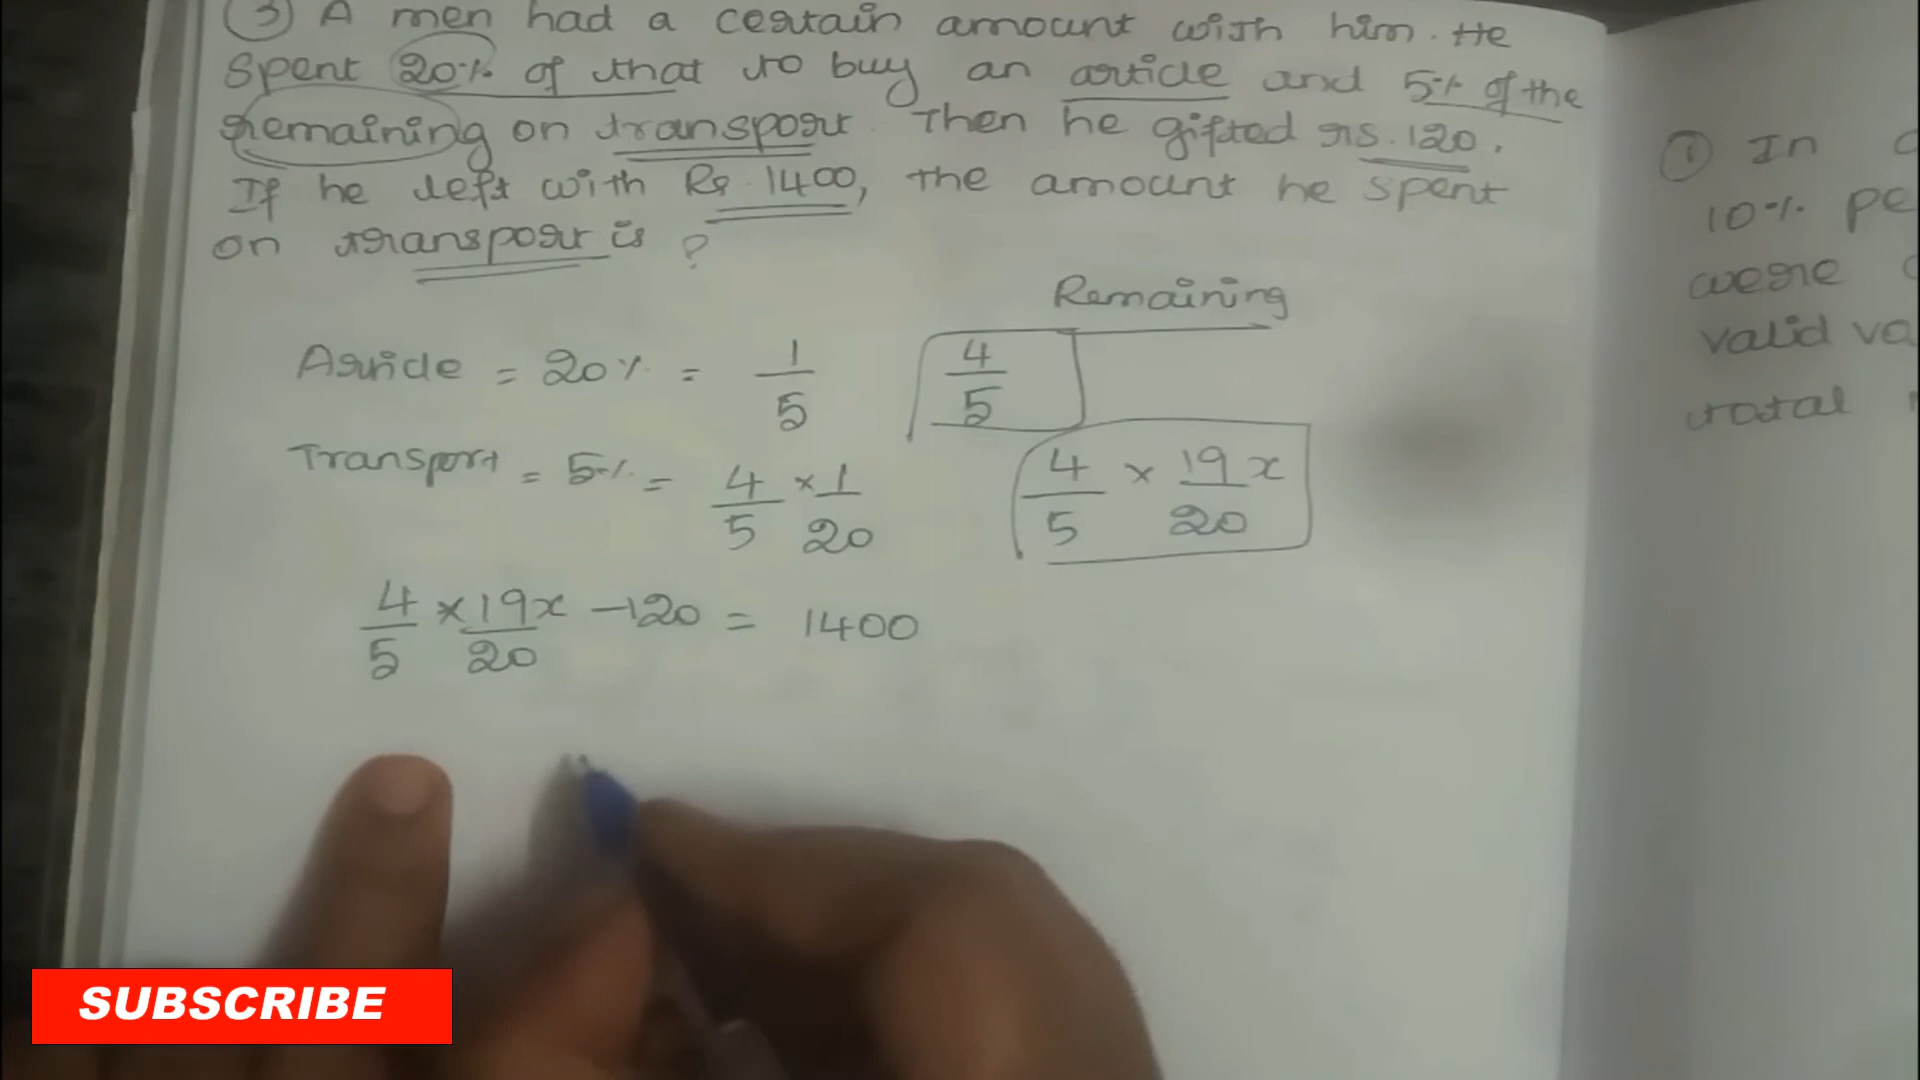 ③ A men had a certain amount with him. He
spent 20% of that to buy an article and 5% of the
remaining on transport. Then he gifted rs. 120.
If he left with Rs. 1400, the amount he spent
on transport is ?
Remaining
Article = 20% = 1/5 4/5
Transport = 5% = 4/5 × 1/20 4/5 × 19x/20
4/5 × 19x/20 - 120 = 1400
① In
10%
were
valid
total
SUBSCRIBE